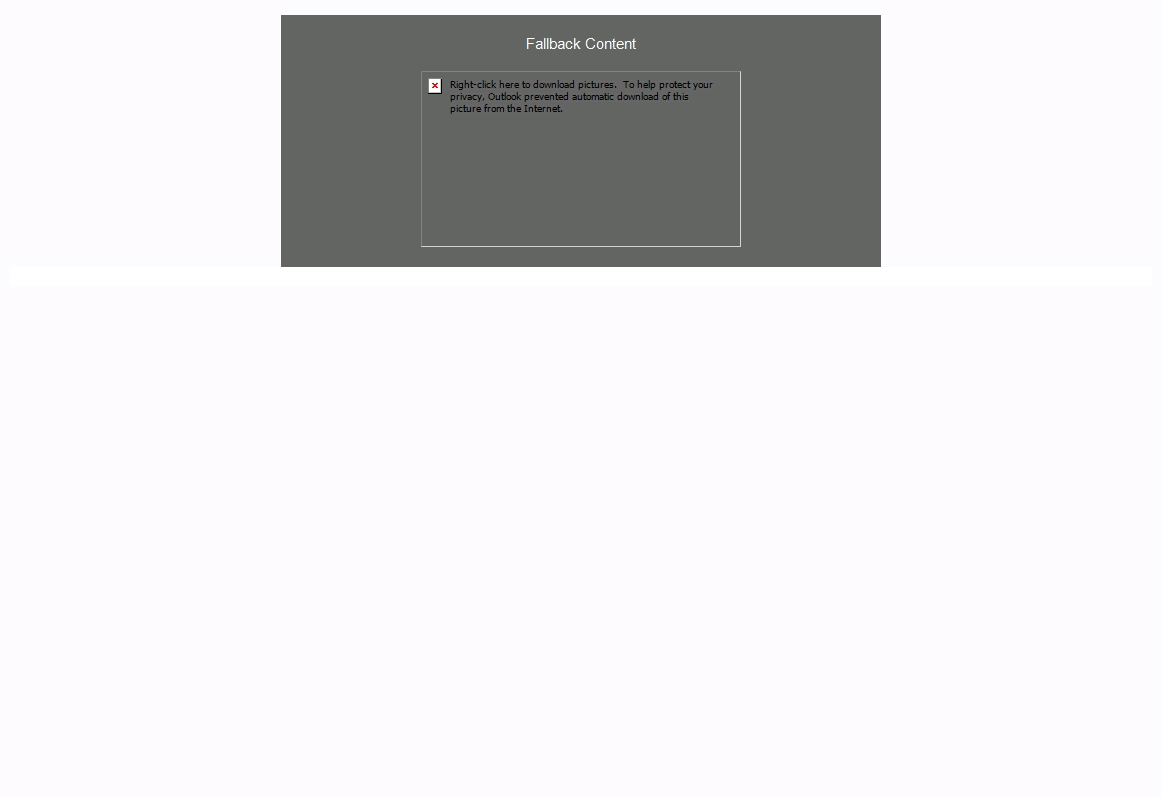 Fallback Content
Right-click here to download pictures.  To help protect your
privacy, Outlook prevented automatic download of this
picture from the Internet.